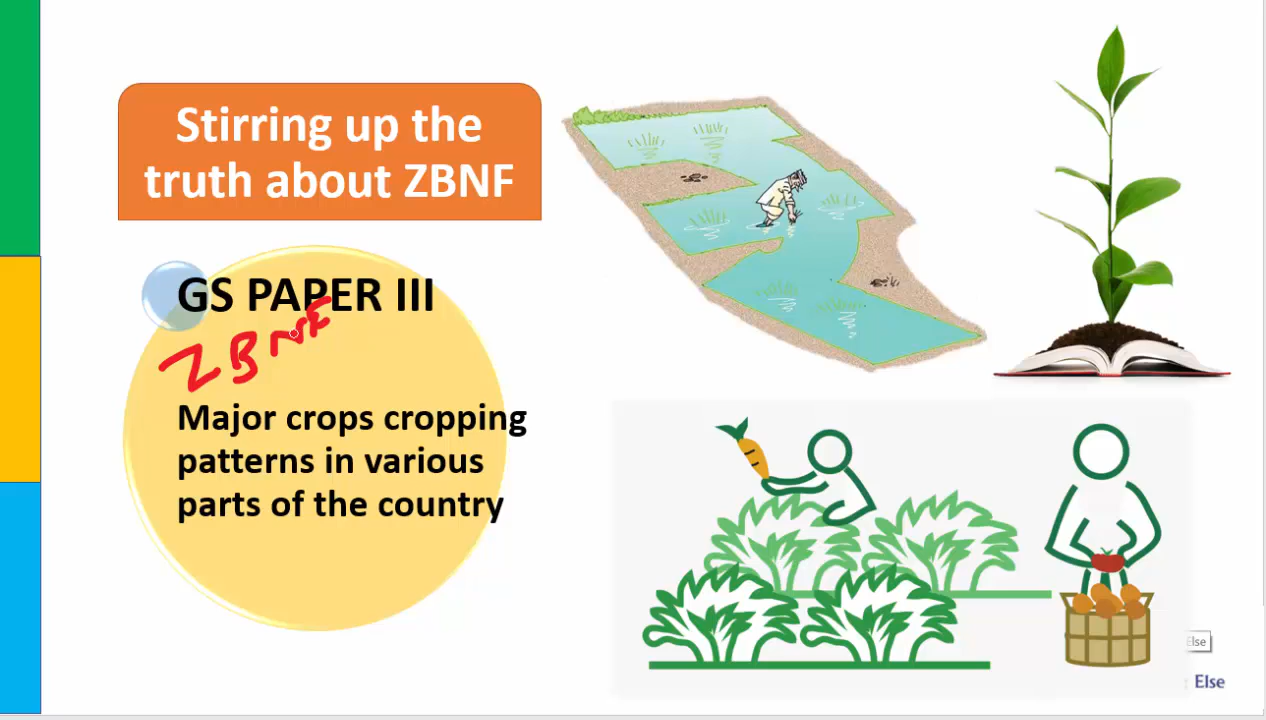 Stirring up the
truth about ZBNF
GS PAPER III
ZBNF
Major crops cropping
patterns in various
parts of the country
Else
Else